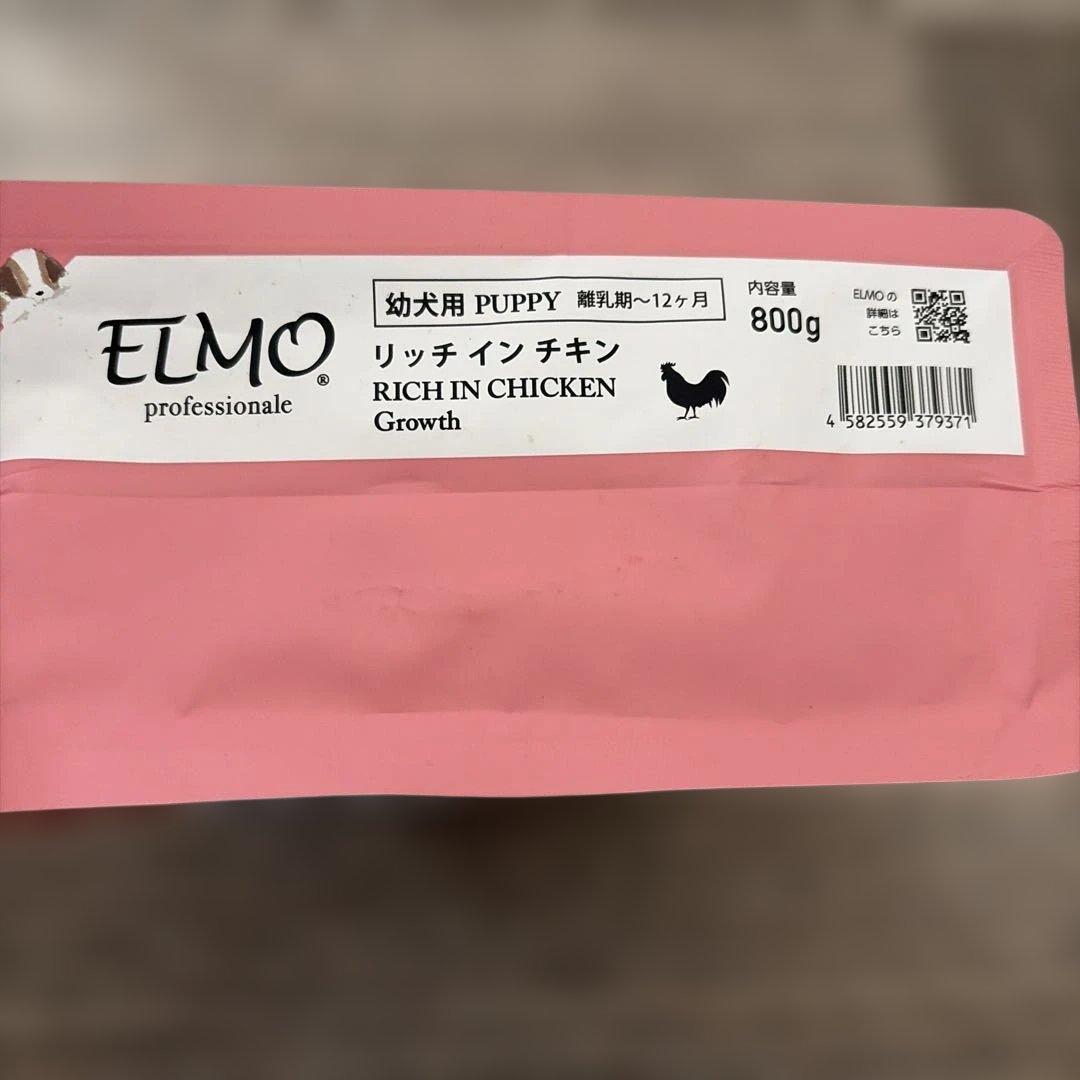 ELMO®
professionale
幼犬用 PUPPY 離乳期〜12ヶ月
リッチ イン チキン
RICH IN CHICKEN
Growth
内容量
800g
ELMOの
詳細は
こちら
4 582559 379371